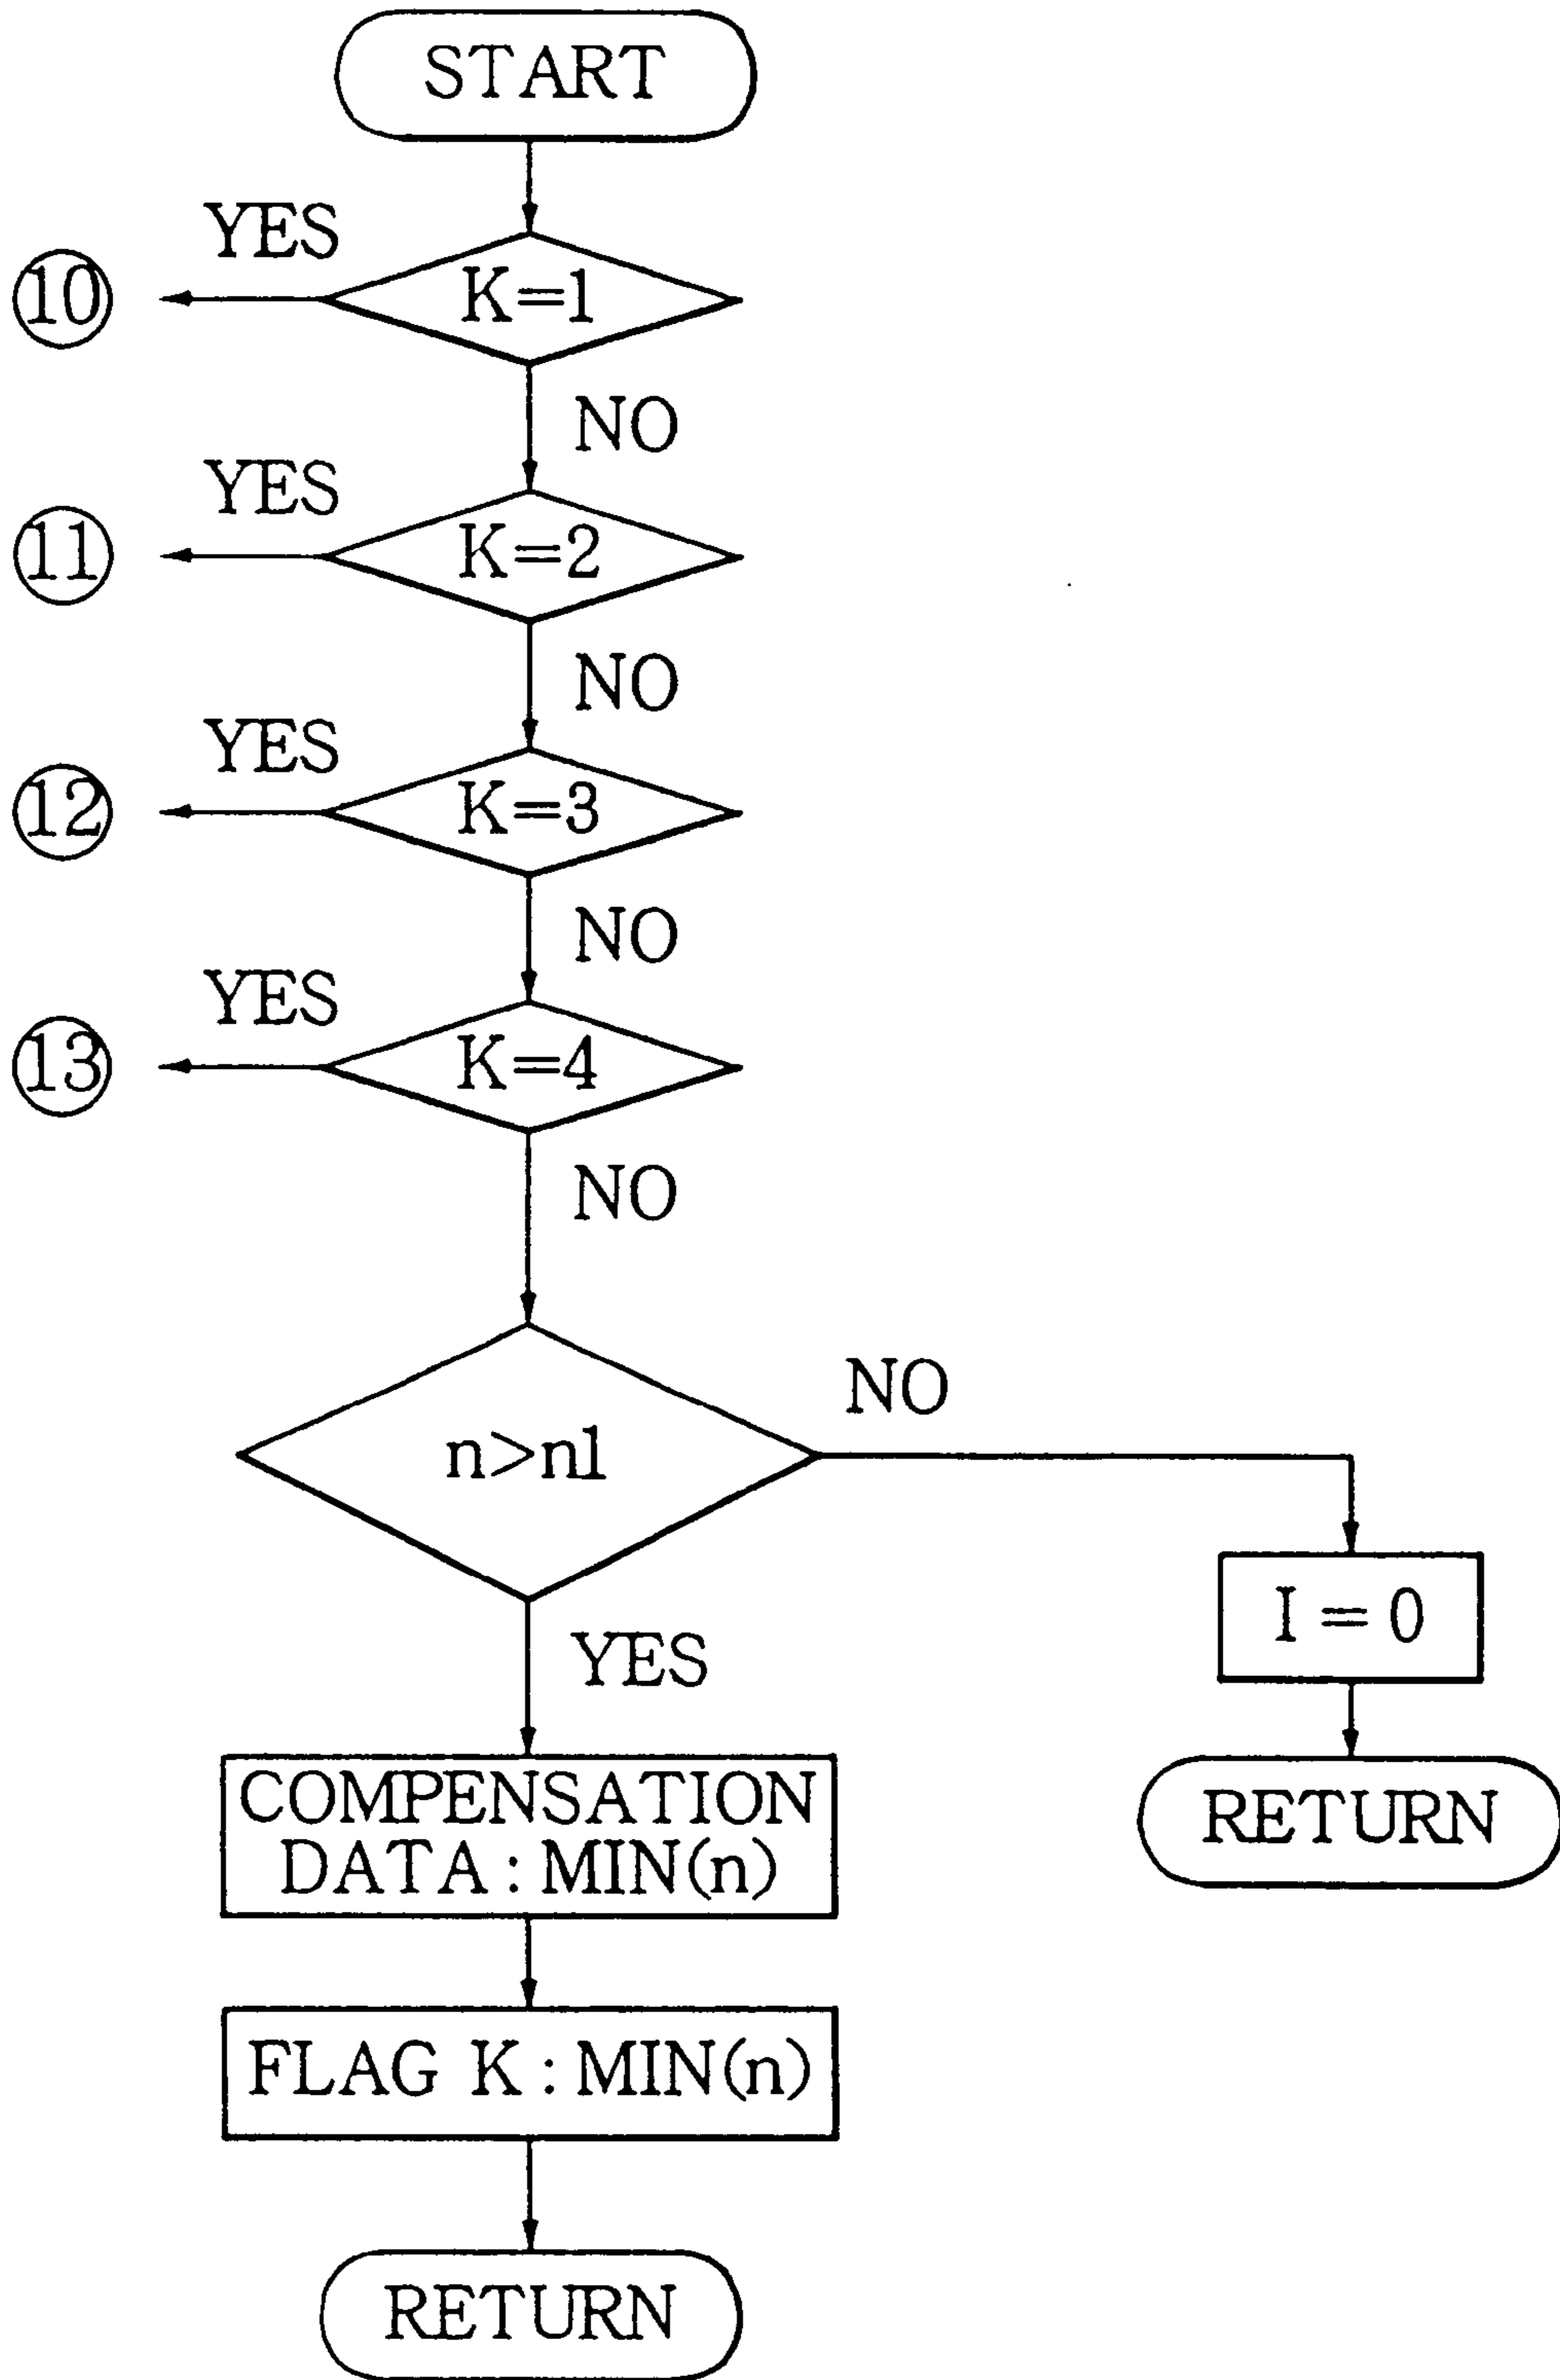 START
YES
10
K=1
NO
YES
11
K=2
NO
YES
12
K=3
NO
YES
13
K=4
NO
NO
n>n1
I = 0
YES
COMPENSATION
DATA : MIN(n)
RETURN
FLAG K : MIN(n)
RETURN